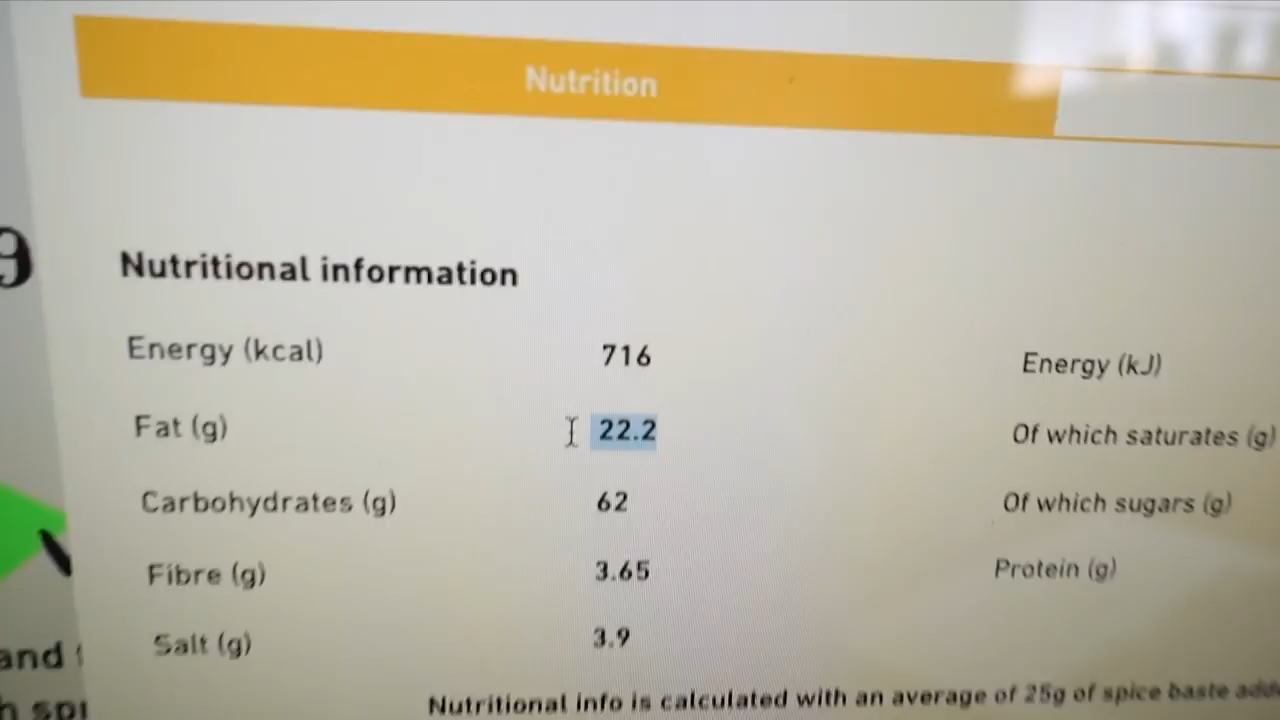 Nutrition
9
Nutritional information
Energy (kcal) 716 Energy (kJ)
Fat (g) 22.2 Of which saturates (g)
Carbohydrates (g) 62 Of which sugars (g)
Fibre (g) 3.65 Protein (g)
Salt (g) 3.9
and
Nutritional info is calculated with an average of 25g of spice baste